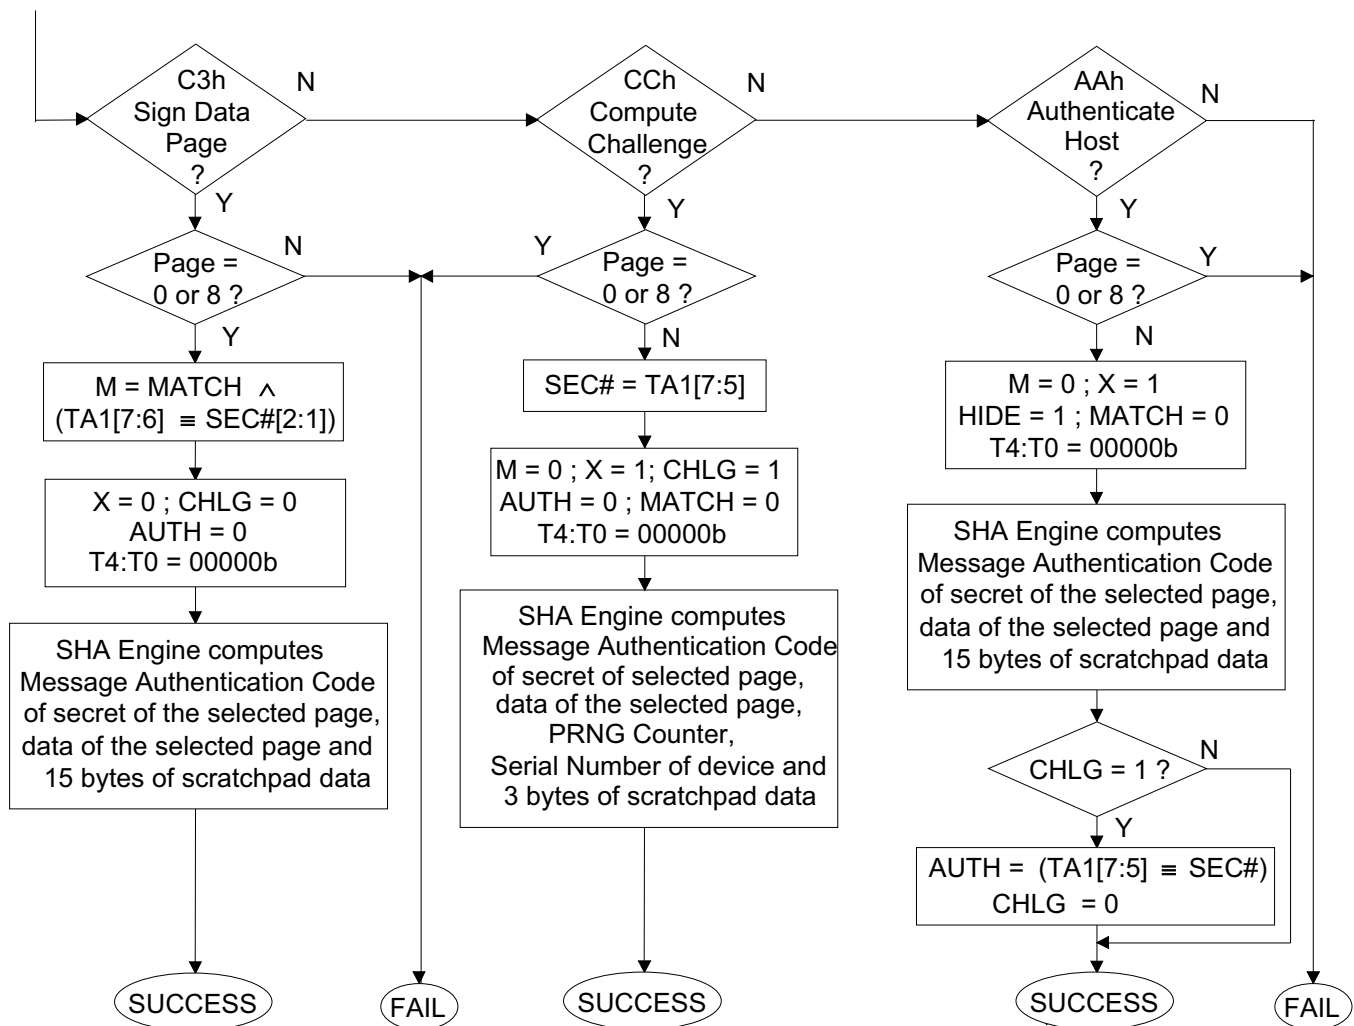 C3h
Sign Data
Page
?
N
Y
Page =
0 or 8 ?
N
Y
M = MATCH ∧
(TA1[7:6] ≡ SEC#[2:1])
X = 0 ; CHLG = 0
AUTH = 0
T4:T0 = 00000b
SHA Engine computes
Message Authentication Code
of secret of the selected page,
data of the selected page and
15 bytes of scratchpad data
SUCCESS
FAIL
CCh
Compute
Challenge
?
N
Y
Page =
0 or 8 ?
Y
N
SEC# = TA1[7:5]
M = 0 ; X = 1; CHLG = 1
AUTH = 0 ; MATCH = 0
T4:T0 = 00000b
SHA Engine computes
Message Authentication Code
of secret of selected page,
data of the selected page,
PRNG Counter,
Serial Number of device and
3 bytes of scratchpad data
SUCCESS
AAh
Authenticate
Host
?
N
Y
Page =
0 or 8 ?
Y
N
M = 0 ; X = 1
HIDE = 1 ; MATCH = 0
T4:T0 = 00000b
SHA Engine computes
Message Authentication Code
of secret of the selected page,
data of the selected page and
15 bytes of scratchpad data
CHLG = 1 ?
N
Y
AUTH = (TA1[7:5] ≡ SEC#)
CHLG = 0
SUCCESS
FAIL